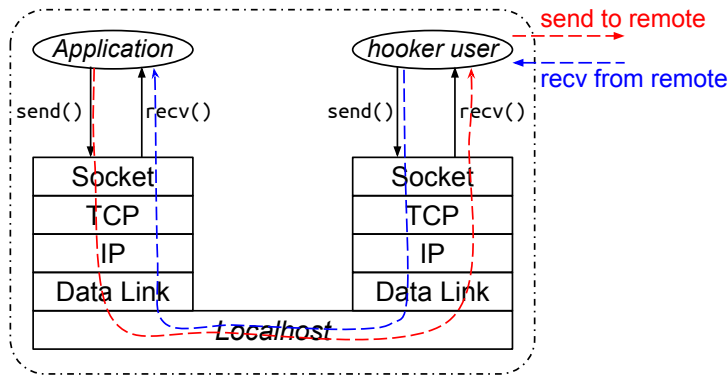 send to remote
Application
hooker user
recv from remote
send()
recv()
send()
recv()
Socket
Socket
TCP
TCP
IP
IP
Data Link
Data Link
Localhost